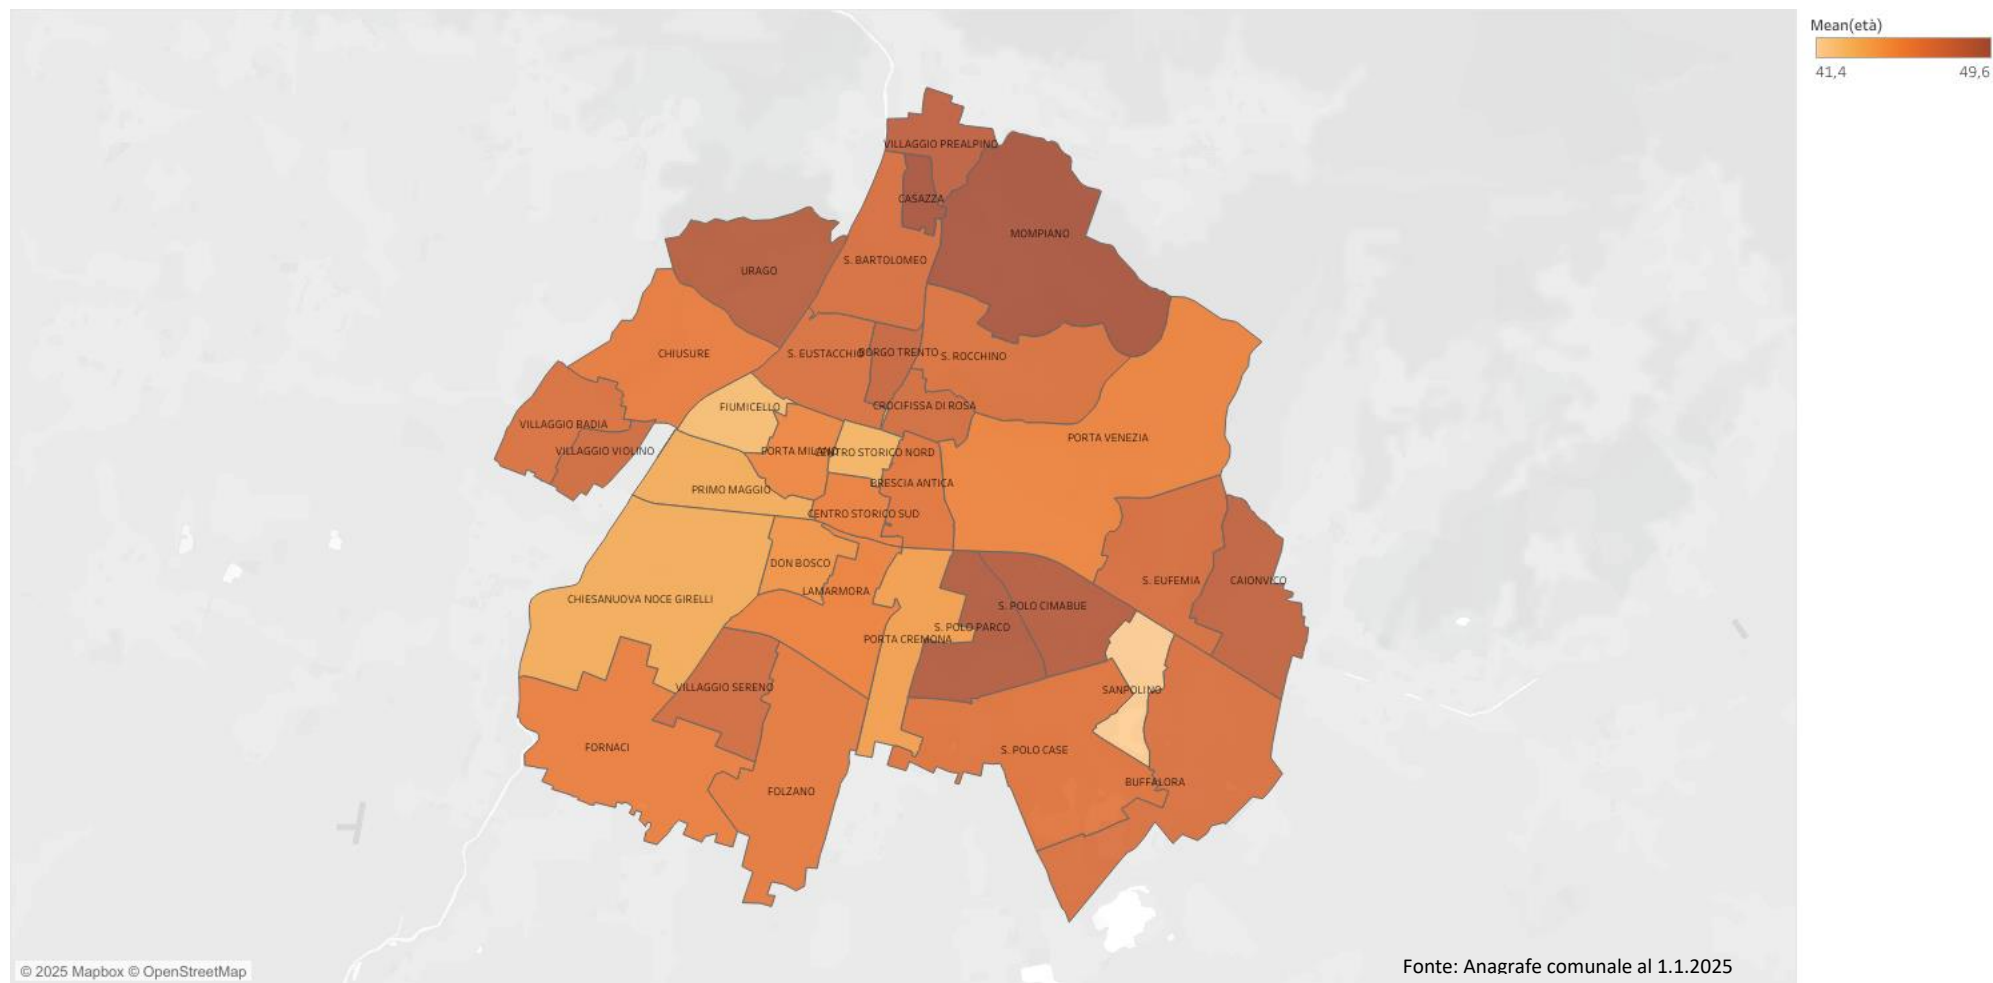 Mean(età)
41,4 49,6
VILLAGGIO PREALPINO
CASAZZA
MOMPIANO
URAGO
S. BARTOLOMEO
CHIUSURE
S. EUSTACCHIO
BORGO TRENTO
S. ROCCHINO
FIUMICELLO
CROCIFISSA DI ROSA
VILLAGGIO BADIA
PORTA VENEZIA
VILLAGGIO VIOLINO
PORTA MILANO
CENTRO STORICO NORD
BRESCIA ANTICA
PRIMO MAGGIO
CENTRO STORICO SUD
DON BOSCO
S. EUFEMIA
CAIONVICO
LAMARMORA
CHIESANUOVA NOCE GIRELLI
S. POLO CIMABUE
S. POLO PARCO
PORTA CREMONA
VILLAGGIO SERENO
SANPOLINO
FORNACI
S. POLO CASE
BUFFALORA
FOLZANO
Fonte: Anagrafe comunale al 1.1.2025
© 2025 Mapbox © OpenStreetMap